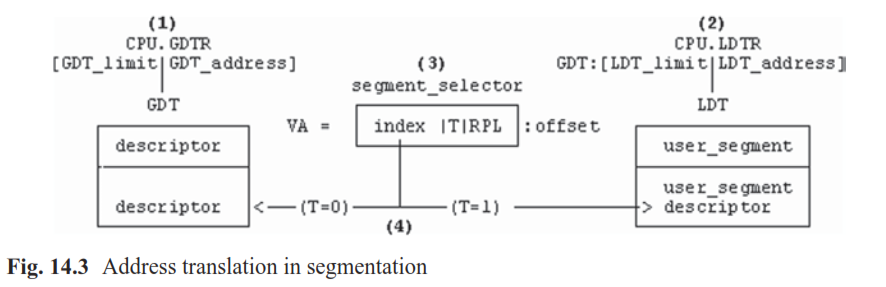 (1) (2)
CPU.GDTR CPU.LDTR
[GDT_limit|GDT_address] (3) GDT:[LDT_limit|LDT_address]
segment_selector
GDT LDT
VA = index |T|RPL :offset
descriptor user_segment
user_segment
descriptor <—(T=0) (T=1) > descriptor
(4)
Fig. 14.3 Address translation in segmentation